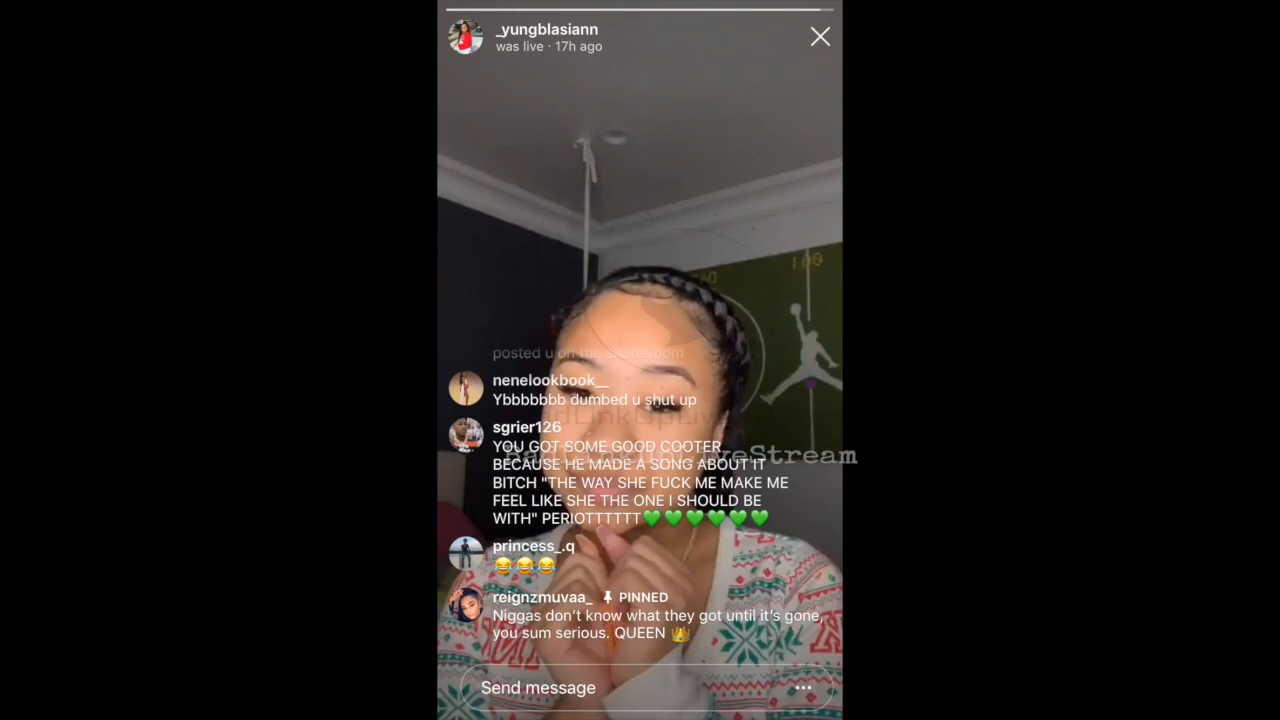 _yungblasiann
was live · 17h ago
1.00
posted u on the shaderoom
nenelookbook__
Ybbbbbbb dumbed u shut up
sgrier126
YOU GOT SOME GOOD COOTER
BECAUSE HE MADE A SONG ABOUT IT
BITCH "THE WAY SHE FUCK ME MAKE ME
FEEL LIKE SHE THE ONE I SHOULD BE
WITH" PERIOTTTTTT💚💚💚💚💚💚
princess_.q
😂😂😂
reignzmuvaa_ PINNED
Niggas don't know what they got until it's gone,
you sum serious. QUEEN 👑
Send message